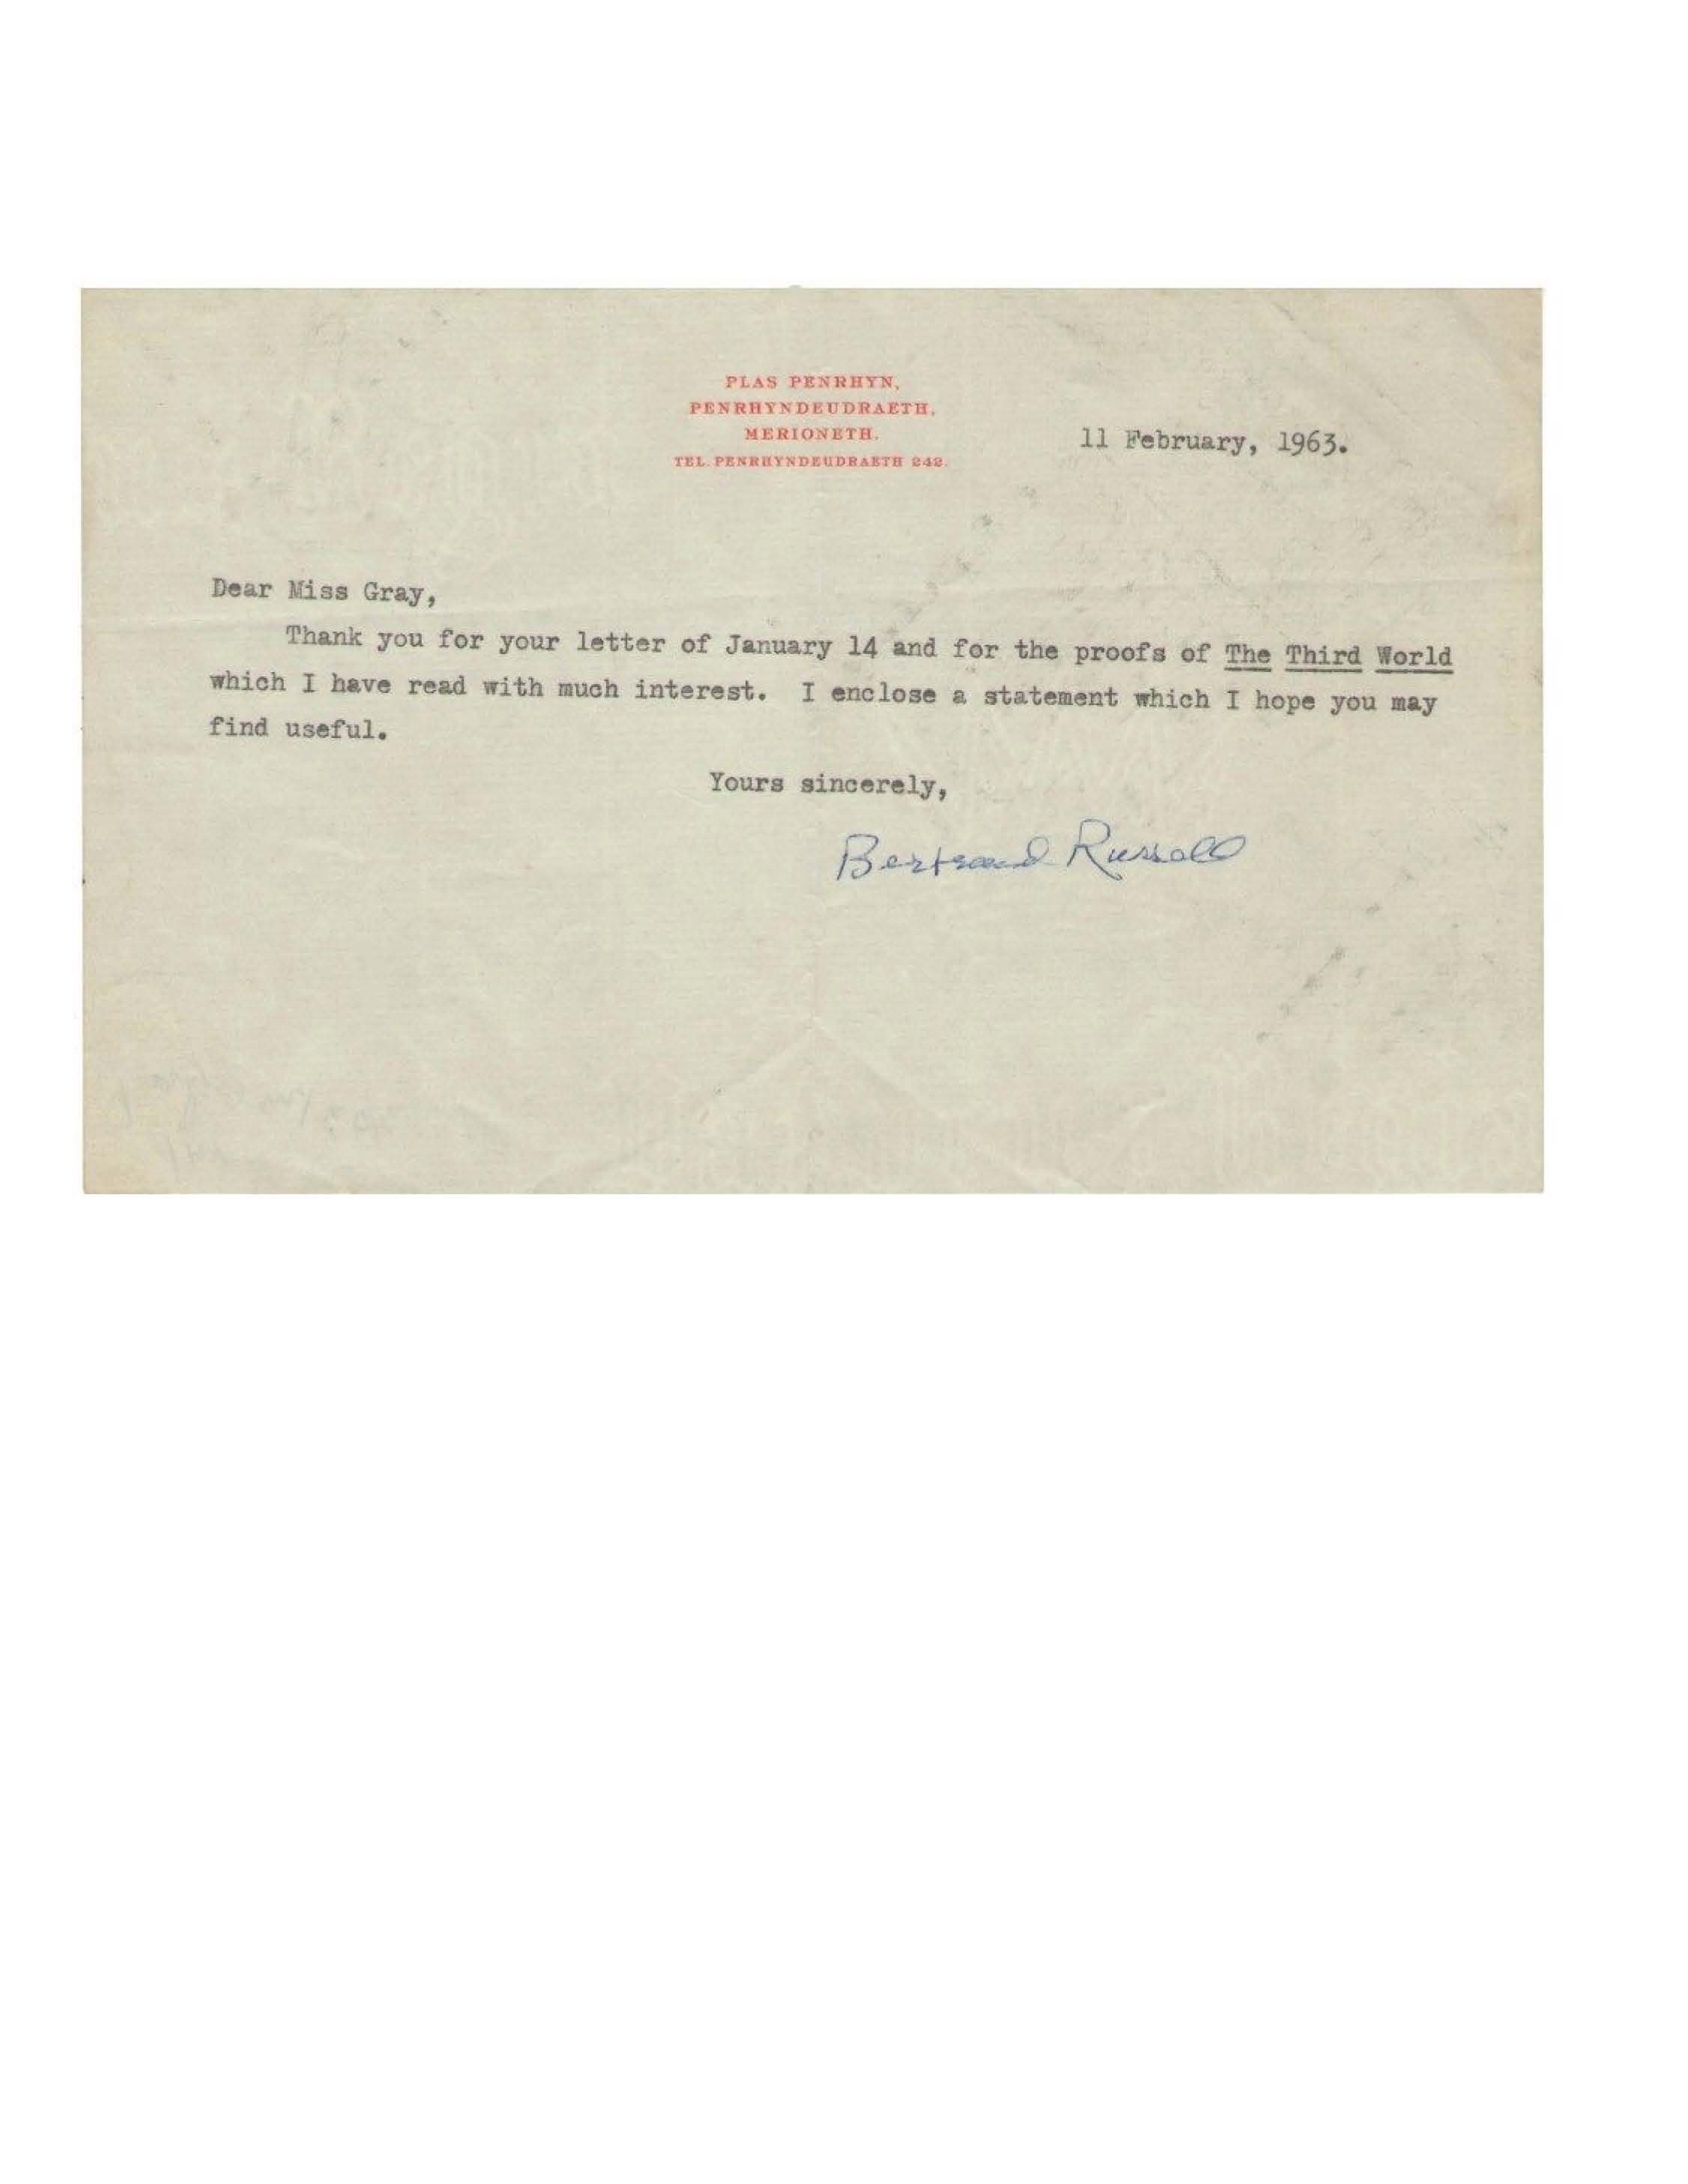 PLAS PENRHYN,
PENRHYNDEUDRAETH,
MERIONETH.
TEL. PENRHYNDEUDRAETH 242.
11 February, 1963.
Dear Miss Gray,
Thank you for your letter of January 14 and for the proofs of The Third World
which I have read with much interest. I enclose a statement which I hope you may
find useful.
Yours sincerely,
Bertrand Russell